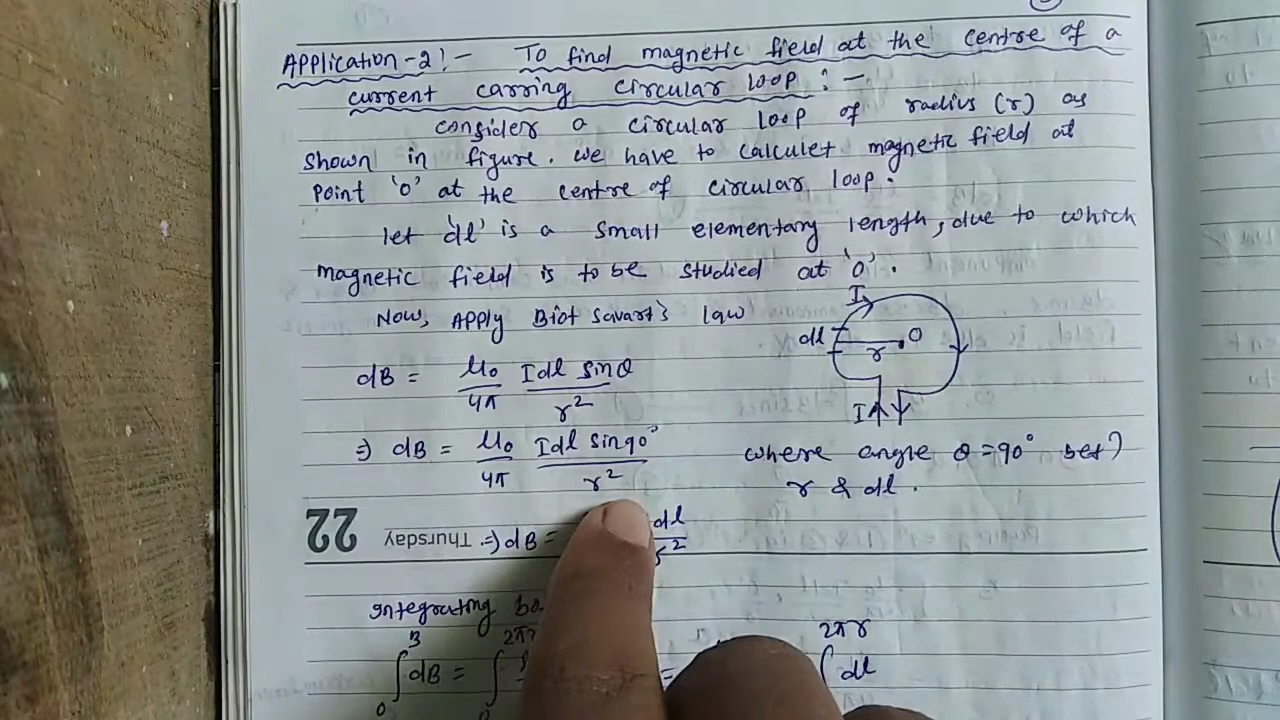 Application-2:- To find magnetic field at the centre of a
current carring circular loop :-
consider a circular loop of radius (r) as
shown in figure. we have to calculet magnetic field at
point 'O' at the centre of circular loop.
let 'dl' is a small elementary length, due to which
magnetic field is to be studied at 'O'.
Now, Apply Biot savart's law
I
dl
r
O
I
dB = μ₀/4π Idl sinθ/r²
⇒ dB = μ₀/4π Idl sin90°/r²
where angle θ = 90° bet?
r & dl.
22 Thursday
⇒ dB = dl/r²
Integrating
∫₀ᴮ dB = ∫₀ = ∫ 2πr dl